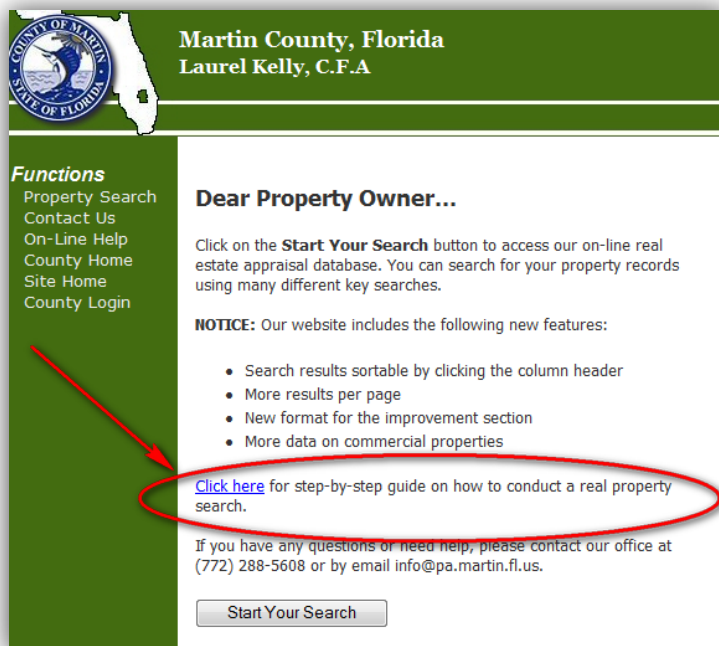 COUNTY OF MARTIN
STATE OF FLORIDA
Martin County, Florida
Laurel Kelly, C.F.A
Functions
Property Search
Contact Us
On-Line Help
County Home
Site Home
County Login
Dear Property Owner...
Click on the Start Your Search button to access our on-line real
estate appraisal database. You can search for your property records
using many different key searches.
NOTICE: Our website includes the following new features:
• Search results sortable by clicking the column header
• More results per page
• New format for the improvement section
• More data on commercial properties
Click here for step-by-step guide on how to conduct a real property
search.
If you have any questions or need help, please contact our office at
(772) 288-5608 or by email info@pa.martin.fl.us.
Start Your Search